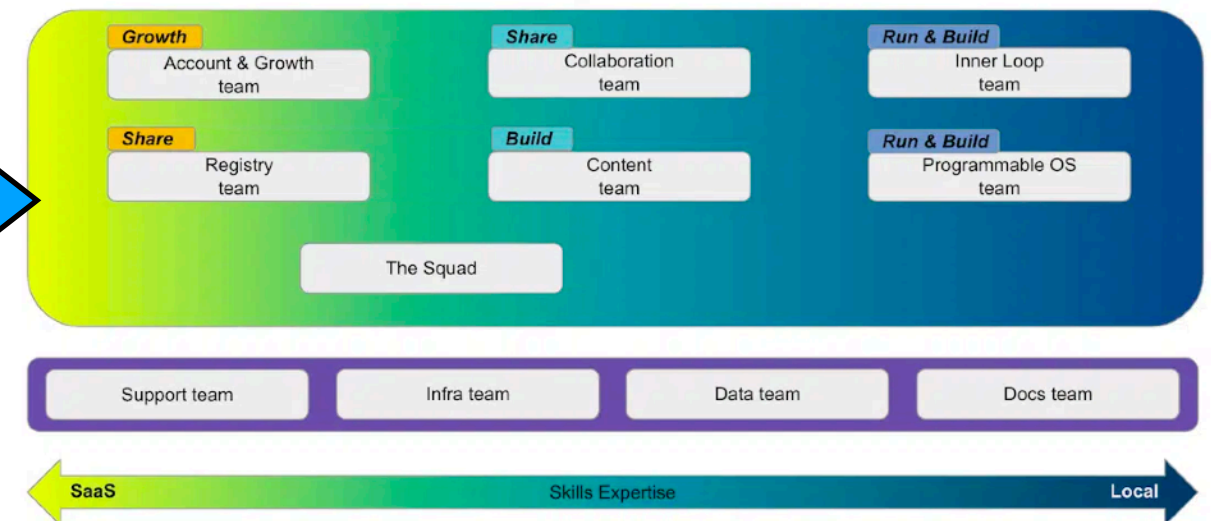 Growth
Account & Growth
team
Share
Collaboration
team
Run & Build
Inner Loop
team
Share
Registry
team
Build
Content
team
Run & Build
Programmable OS
team
The Squad
Support team
Infra team
Data team
Docs team
SaaS
Skills Expertise
Local